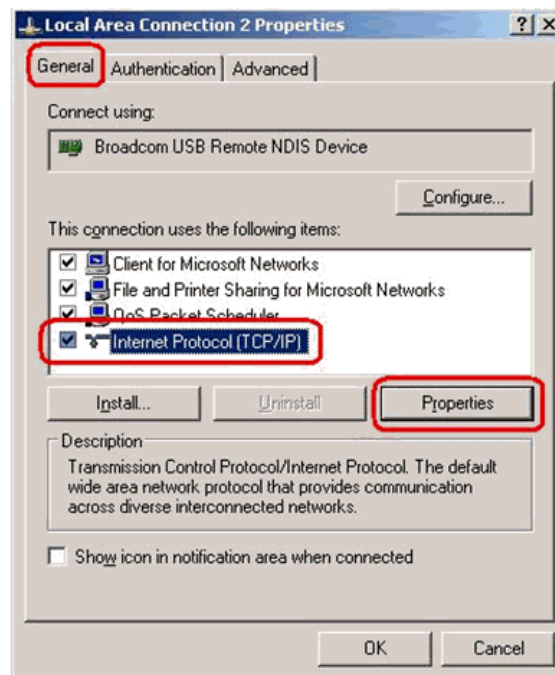 Local Area Connection 2 Properties
General Authentication Advanced
Connect using:
Broadcom USB Remote NDIS Device
Configure...
This connection uses the following items:
Client for Microsoft Networks
File and Printer Sharing for Microsoft Networks
QoS Packet Scheduler
Internet Protocol (TCP/IP)
Install... Uninstall Properties
Description
Transmission Control Protocol/Internet Protocol. The default
wide area network protocol that provides communication
across diverse interconnected networks.
Show icon in notification area when connected
OK Cancel